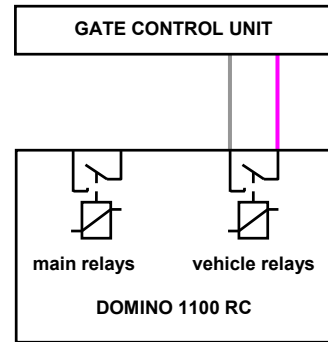 GATE CONTROL UNIT
main relays vehicle relays
DOMINO 1100 RC